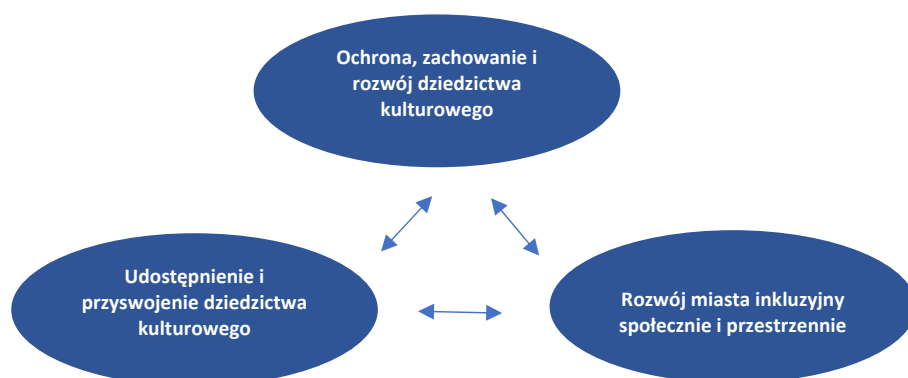 Ochrona, zachowanie i
rozwój dziedzictwa
kulturowego
Udostępnienie i
przyswojenie dziedzictwa
kulturowego
Rozwój miasta inkluzyjny
społecznie i przestrzennie